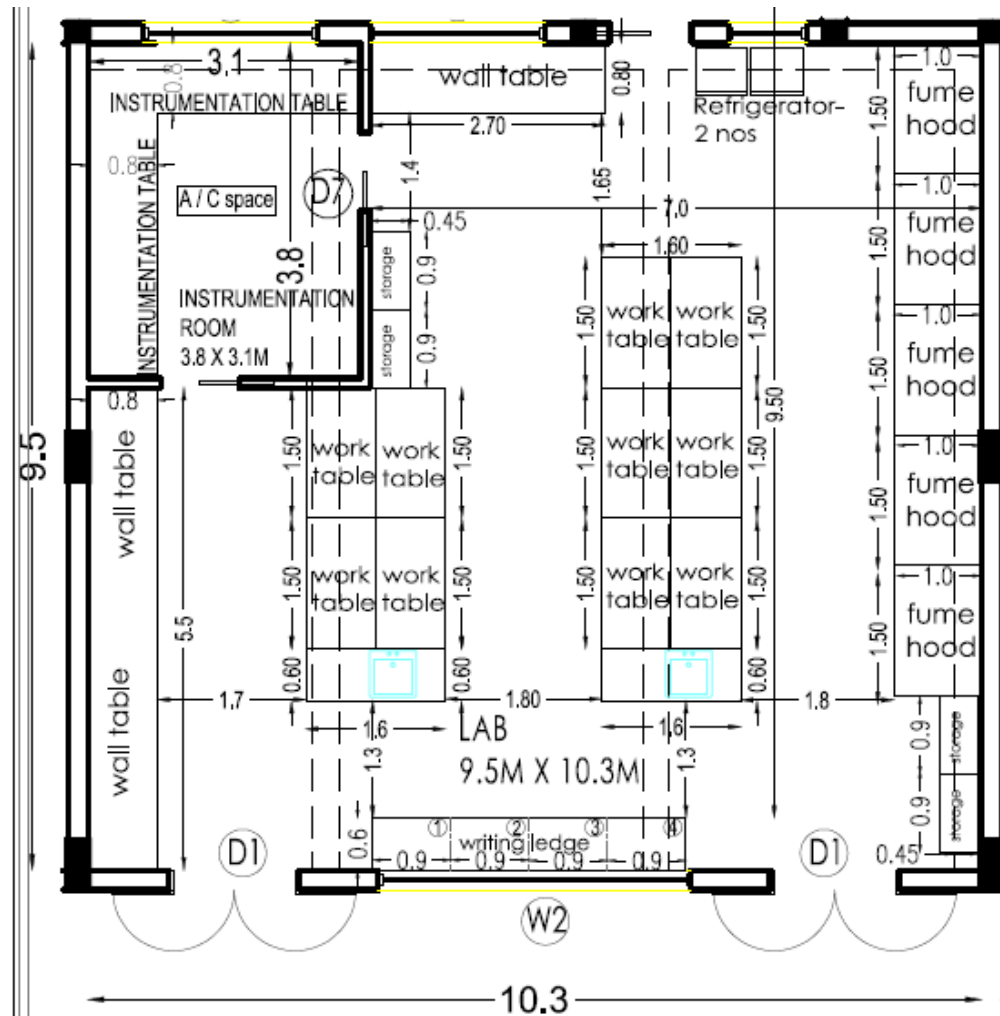 3.1
0.8
INSTRUMENTATION TABLE
INSTRUMENTATION TABLE
0.8
A / C space
D7
3.8
INSTRUMENTATION
ROOM
3.8 X 3.1M
wall table
2.70
0.80
Refrigerator-
2 nos
1.4
1.65
7.0
0.45
storage
0.9
storage
0.9
1.60
1.0
fume
hood
1.50
1.0
fume
hood
1.50
1.0
fume
hood
1.50
1.0
fume
hood
1.50
1.0
fume
hood
1.50
work
table
work
table
1.50
1.50
work
table
work
table
1.50
1.50
work
table
work
table
1.50
1.50
0.60
0.60
work
table
work
table
1.50
1.50
work
table
work
table
1.50
1.50
0.60
0.60
9.50
0.8
wall table
wall table
9.5
5.5
1.7
1.80
1.8
1.6
1.6
LAB
9.5M X 10.3M
1.3
1.3
0.9
storage
0.9
storage
0.45
0.6
1
2
3
4
writing ledge
0.9
0.9
0.9
0.9
D1
D1
W2
10.3